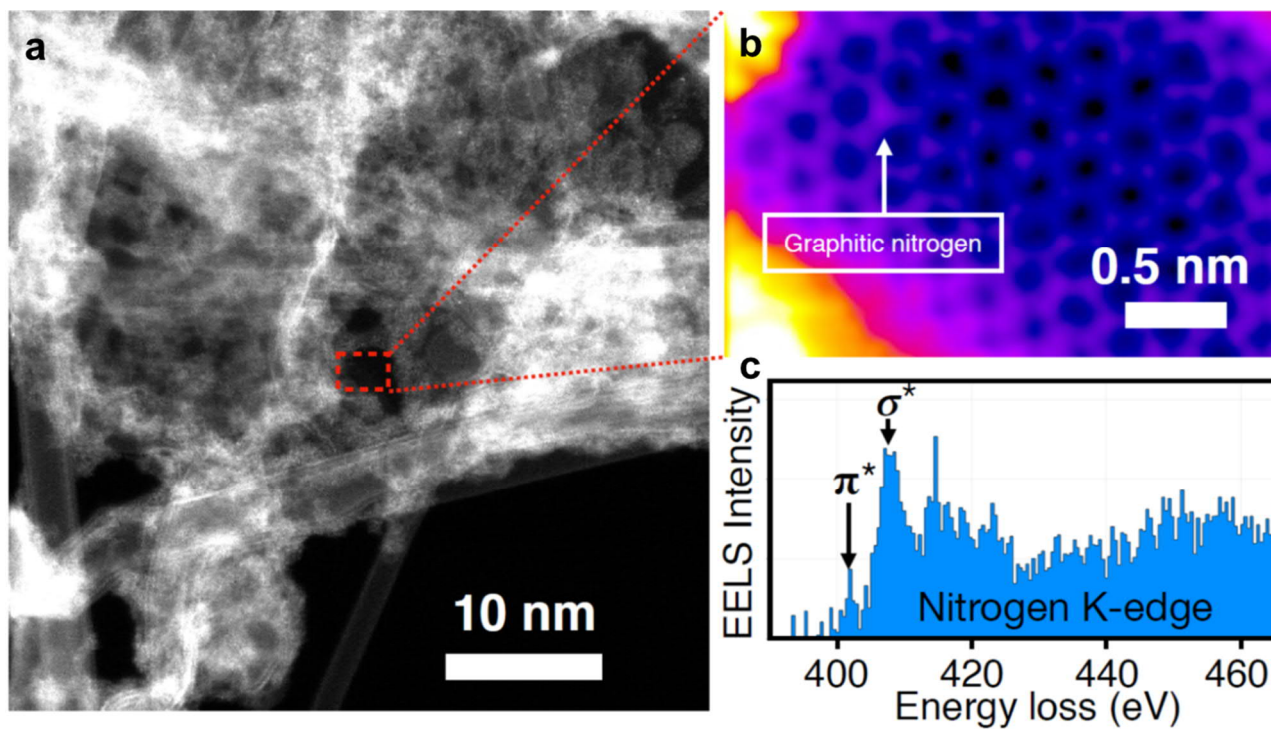 a
10 nm
b
Graphitic nitrogen
0.5 nm
c
EELS Intensity
π*
σ*
Nitrogen K-edge
400 420 440 460
Energy loss (eV)